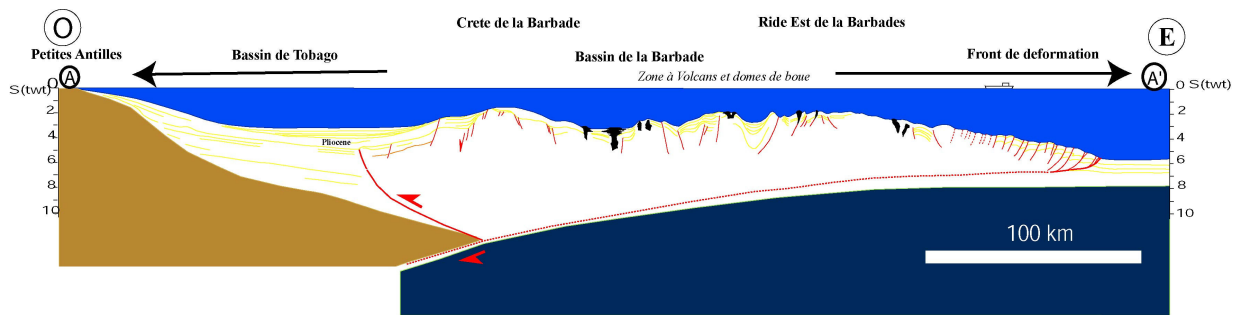 Crete de la Barbade
Ride Est de la Barbades
O
E
Petites Antilles
Bassin de Tobago
Bassin de la Barbade
Front de deformation
Zone à Volcans et domes de boue
A
A'
0
S(twt)
0 S(twt)
2
2
4
4
Pliocene
6
6
8
8
10
10
100 km